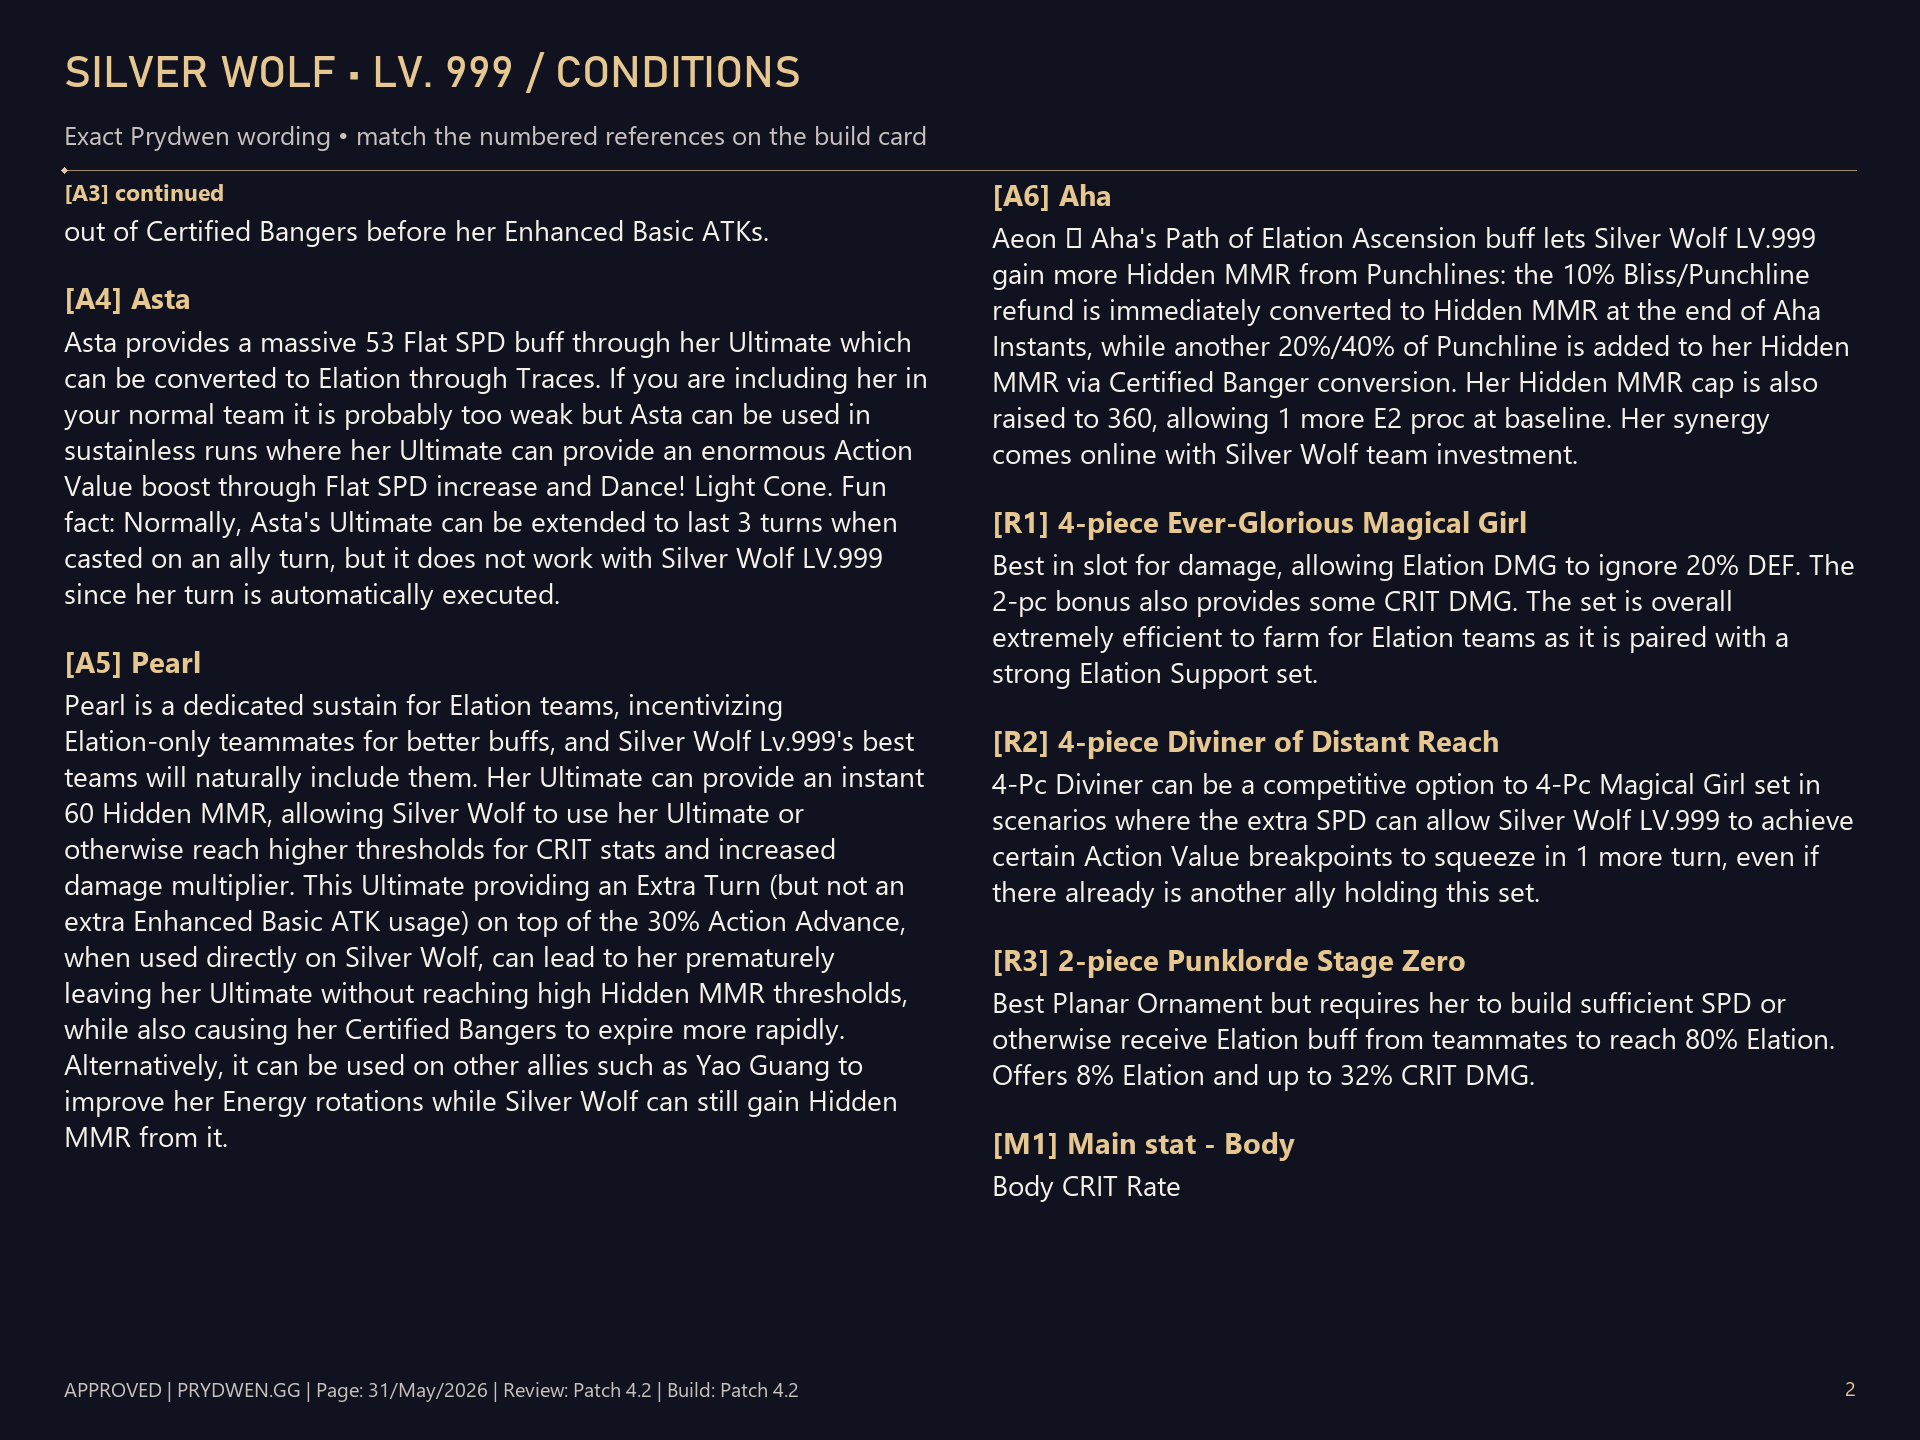 SILVER WOLF • LV. 999 / CONDITIONS
Exact Prydwen wording • match the numbered references on the build card
[A3] continued
out of Certified Bangers before her Enhanced Basic ATKs.
[A4] Asta
Asta provides a massive 53 Flat SPD buff through her Ultimate which
can be converted to Elation through Traces. If you are including her in
your normal team it is probably too weak but Asta can be used in
sustainless runs where her Ultimate can provide an enormous Action
Value boost through Flat SPD increase and Dance! Light Cone. Fun
fact: Normally, Asta's Ultimate can be extended to last 3 turns when
casted on an ally turn, but it does not work with Silver Wolf LV.999
since her turn is automatically executed.
[A5] Pearl
Pearl is a dedicated sustain for Elation teams, incentivizing
Elation-only teammates for better buffs, and Silver Wolf Lv.999's best
teams will naturally include them. Her Ultimate can provide an instant
60 Hidden MMR, allowing Silver Wolf to use her Ultimate or
otherwise reach higher thresholds for CRIT stats and increased
damage multiplier. This Ultimate providing an Extra Turn (but not an
extra Enhanced Basic ATK usage) on top of the 30% Action Advance,
when used directly on Silver Wolf, can lead to her prematurely
leaving her Ultimate without reaching high Hidden MMR thresholds,
while also causing her Certified Bangers to expire more rapidly.
Alternatively, it can be used on other allies such as Yao Guang to
improve her Energy rotations while Silver Wolf can still gain Hidden
MMR from it.
[A6] Aha
Aeon □ Aha's Path of Elation Ascension buff lets Silver Wolf LV.999
gain more Hidden MMR from Punchlines: the 10% Bliss/Punchline
refund is immediately converted to Hidden MMR at the end of Aha
Instants, while another 20%/40% of Punchline is added to her Hidden
MMR via Certified Banger conversion. Her Hidden MMR cap is also
raised to 360, allowing 1 more E2 proc at baseline. Her synergy
comes online with Silver Wolf team investment.
[R1] 4-piece Ever-Glorious Magical Girl
Best in slot for damage, allowing Elation DMG to ignore 20% DEF. The
2-pc bonus also provides some CRIT DMG. The set is overall
extremely efficient to farm for Elation teams as it is paired with a
strong Elation Support set.
[R2] 4-piece Diviner of Distant Reach
4-Pc Diviner can be a competitive option to 4-Pc Magical Girl set in
scenarios where the extra SPD can allow Silver Wolf LV.999 to achieve
certain Action Value breakpoints to squeeze in 1 more turn, even if
there already is another ally holding this set.
[R3] 2-piece Punklorde Stage Zero
Best Planar Ornament but requires her to build sufficient SPD or
otherwise receive Elation buff from teammates to reach 80% Elation.
Offers 8% Elation and up to 32% CRIT DMG.
[M1] Main stat - Body
Body CRIT Rate
APPROVED | PRYDWEN.GG | Page: 31/May/2026 | Review: Patch 4.2 | Build: Patch 4.2
2